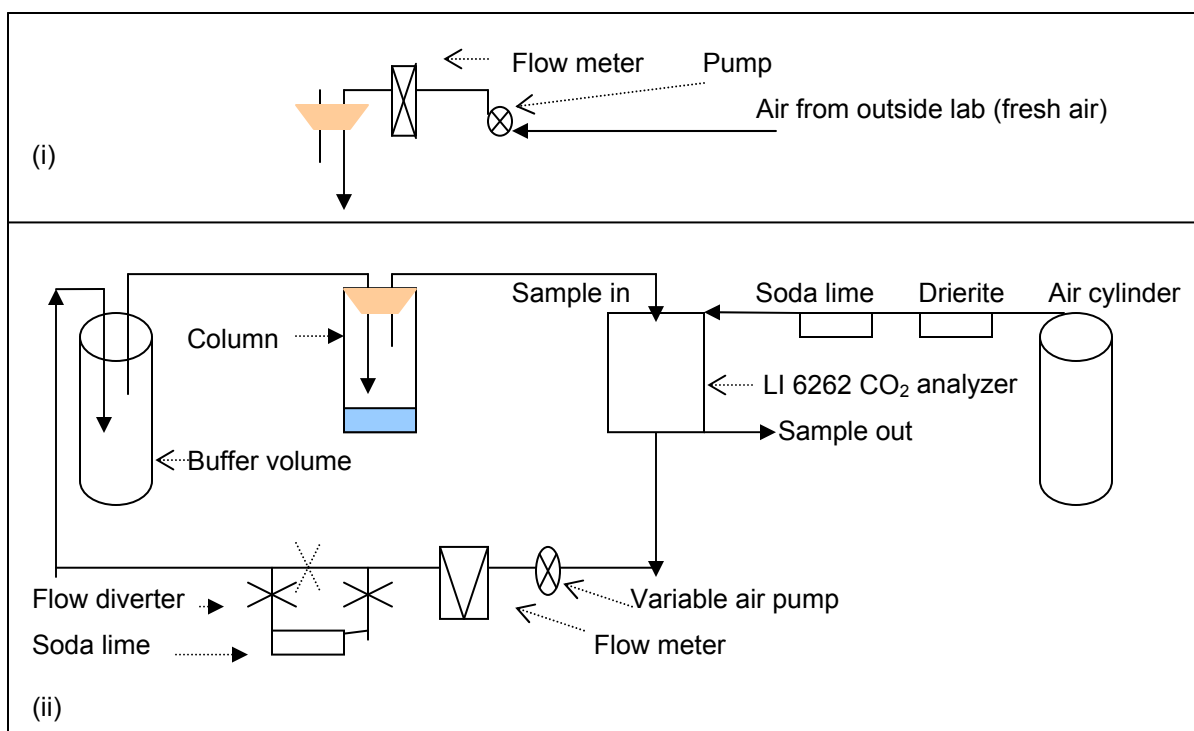 Flow meter
Pump
Air from outside lab (fresh air)
(i)
Sample in
Soda lime
Drierite
Air cylinder
Column
LI 6262 CO₂ analyzer
Sample out
Buffer volume
Flow diverter
Variable air pump
Soda lime
Flow meter
(ii)